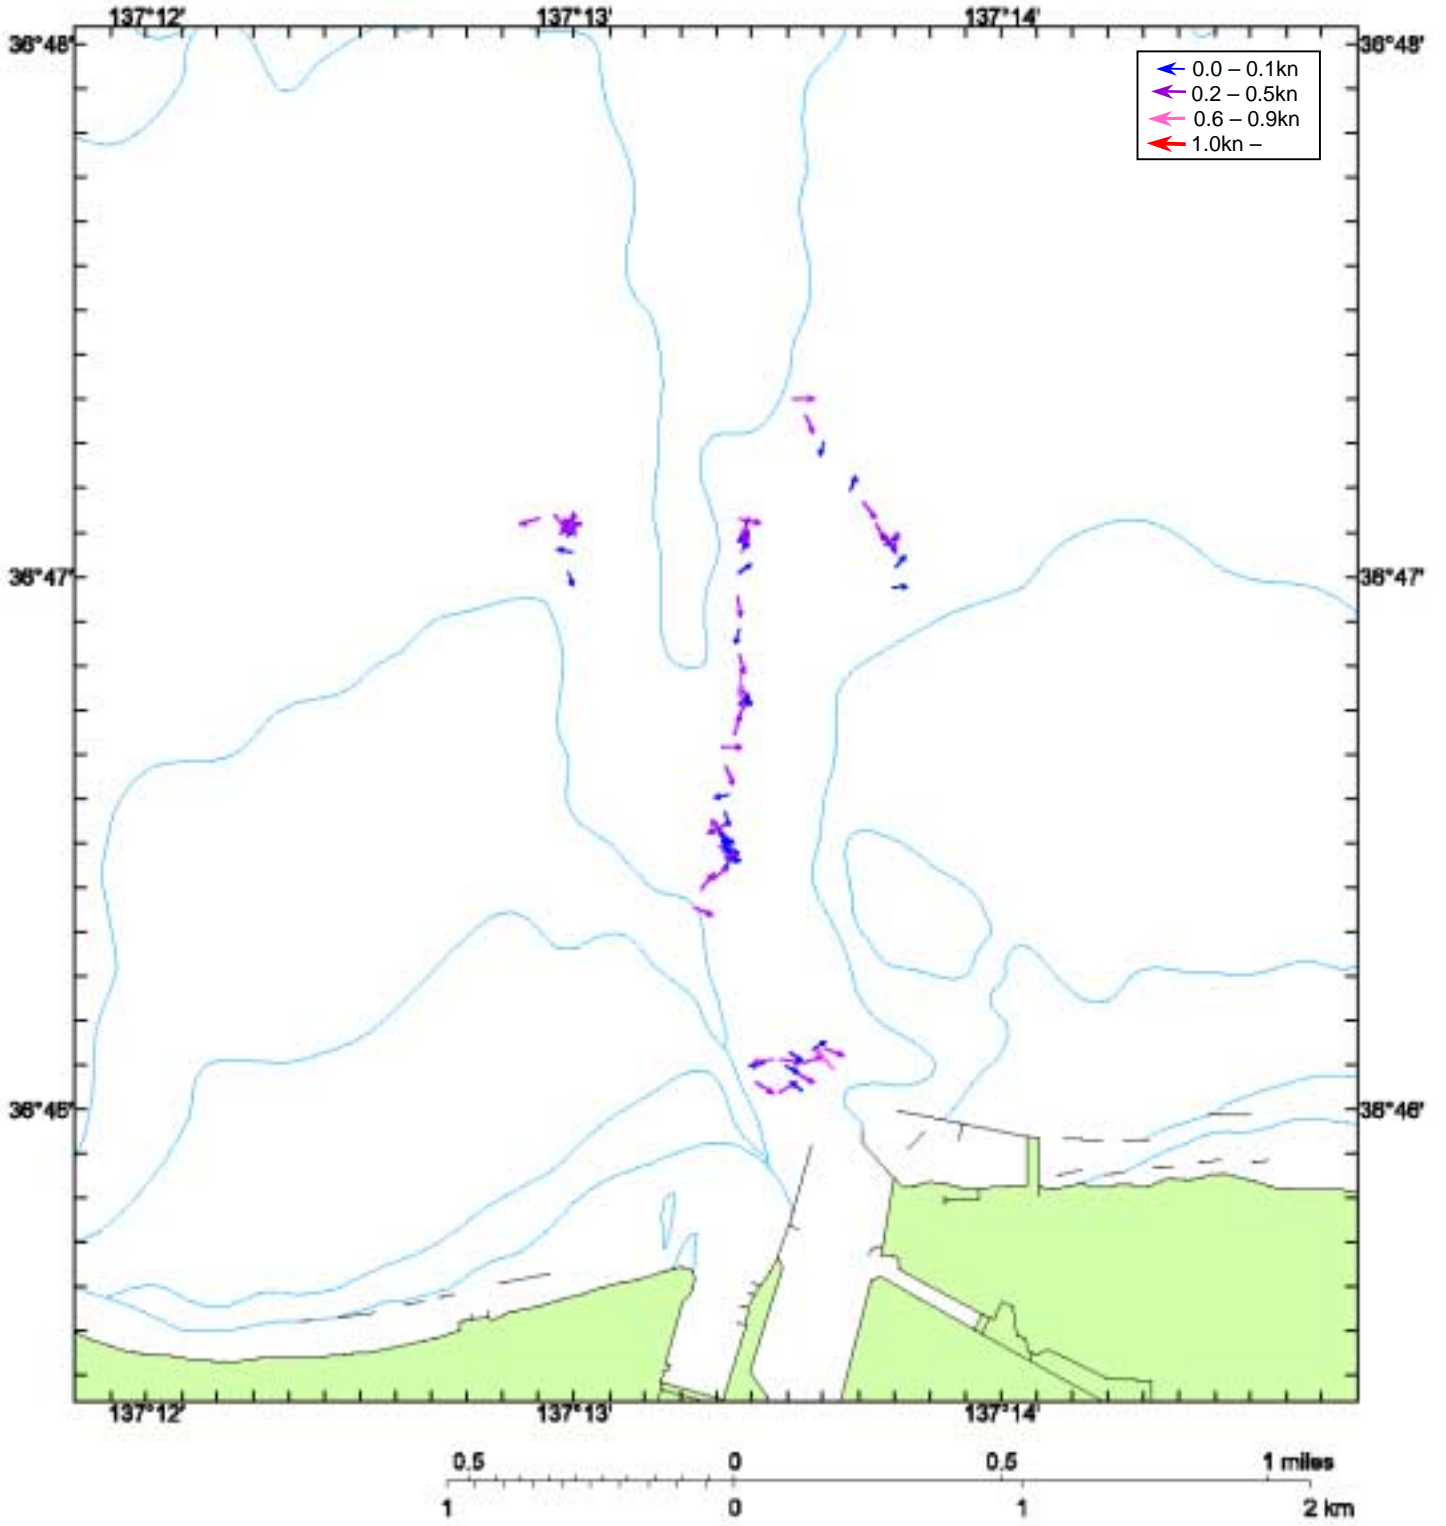 137°12' 137°13' 137°14'
36°48' 36°48'
0.0 – 0.1kn
0.2 – 0.5kn
0.6 – 0.9kn
1.0kn –
36°47' 36°47'
36°46' 36°46'
137°12' 137°13' 137°14'
0.5 0 0.5 1 miles
1 0 1 2 km